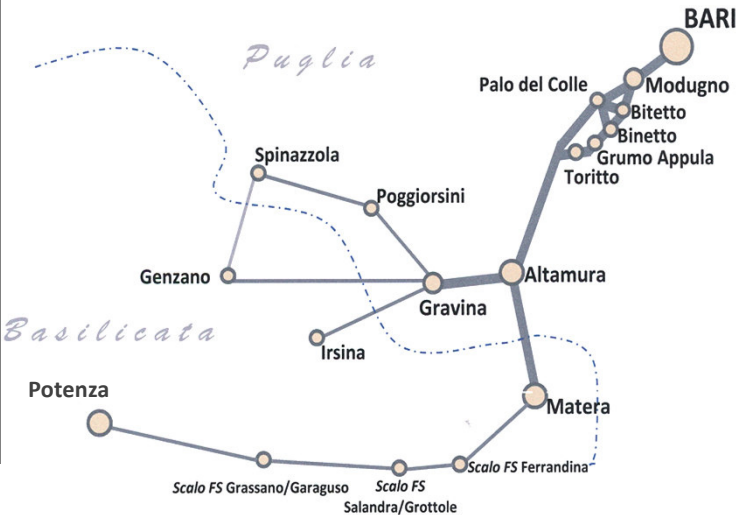 BARI
Puglia
Palo del Colle
Modugno
Bitetto
Binetto
Grumo Appula
Toritto
Spinazzola
Poggiorsini
Genzano
Altamura
Gravina
Basilicata
Irsina
Potenza
Matera
Scalo FS Ferrandina
Scalo FS Grassano/Garaguso
Scalo FS
Salandra/Grottole